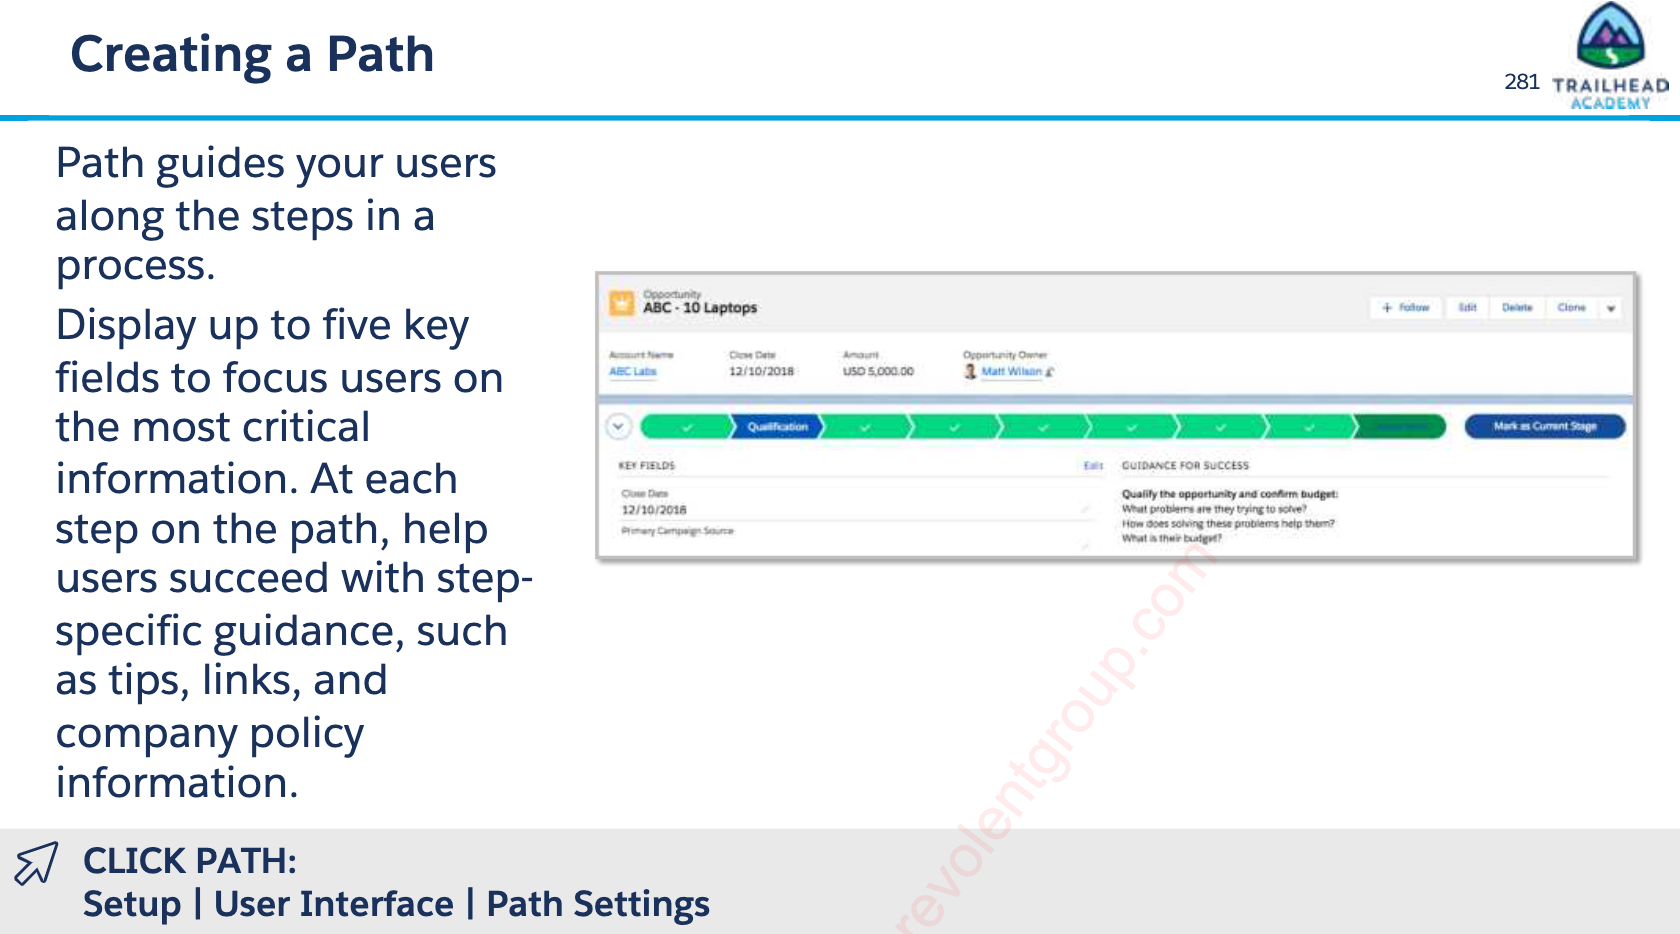 Creating a Path
281
TRAILHEAD
ACADEMY
Path guides your users
along the steps in a
process.
Display up to five key
fields to focus users on
the most critical
information. At each
step on the path, help
users succeed with step-
specific guidance, such
as tips, links, and
company policy
information.
Opportunity
ABC - 10 Laptops
+ Follow Edit Delete Clone
Account Name Close Date Amount Opportunity Owner
ABC Labs 12/10/2018 USD 5,000.00 Matt Wilson
Qualification
Mark as Current Stage
KEY FIELDS Edit GUIDANCE FOR SUCCESS
Close Date
12/10/2018
Primary Campaign Source
Qualify the opportunity and confirm budget:
What problems are they trying to solve?
How does solving these problems help them?
What is their budget?
revolentgroup.com
CLICK PATH:
Setup | User Interface | Path Settings